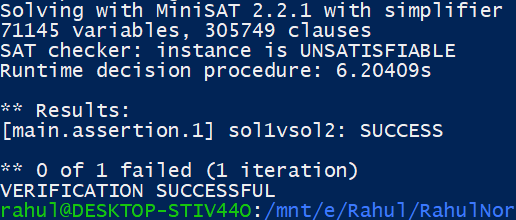 Solving with MiniSAT 2.2.1 with simplifier
71145 variables, 305749 clauses
SAT checker: instance is UNSATISFIABLE
Runtime decision procedure: 6.20409s

** Results:
[main.assertion.1] sol1vsol2: SUCCESS

** 0 of 1 failed (1 iteration)
VERIFICATION SUCCESSFUL
rahul@DESKTOP-STIV44O:/mnt/e/Rahul/RahulNor